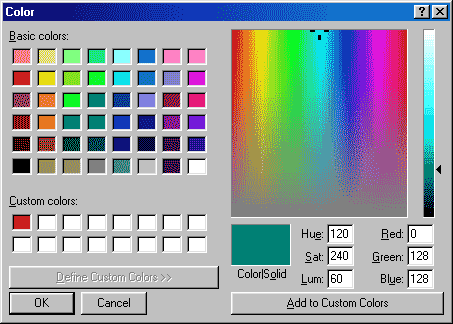 Color
Basic colors:
Custom colors:
Define Custom Colors >>
OK
Cancel
Color|Solid
Hue: 120
Sat: 240
Lum: 60
Red: 0
Green: 128
Blue: 128
Add to Custom Colors